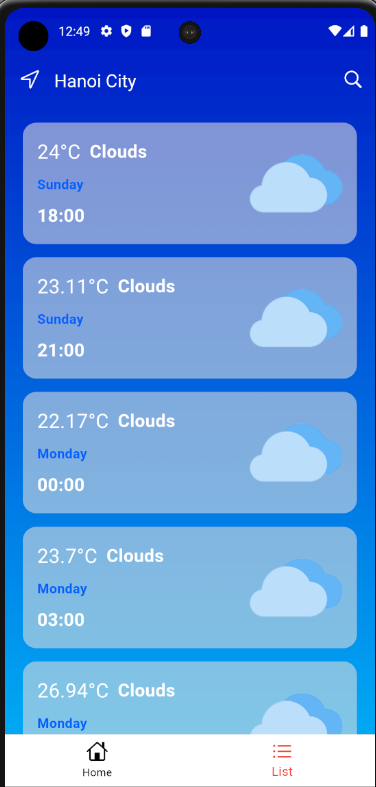 12:49
Hanoi City
24°C Clouds
Sunday
18:00
23.11°C Clouds
Sunday
21:00
22.17°C Clouds
Monday
00:00
23.7°C Clouds
Monday
03:00
26.94°C Clouds
Monday
Home
List